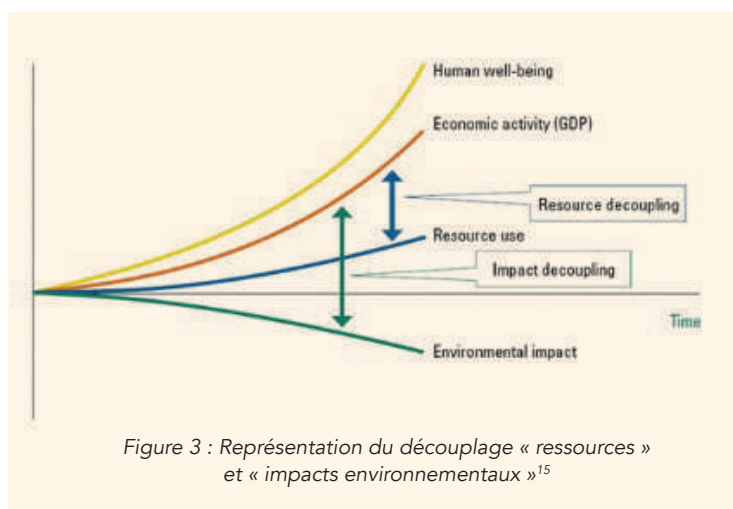 Human well-being
Economic activity (GDP)
Resource decoupling
Resource use
Impact decoupling
Time
Environmental impact
Figure 3 : Représentation du découplage « ressources »
et « impacts environnementaux »15